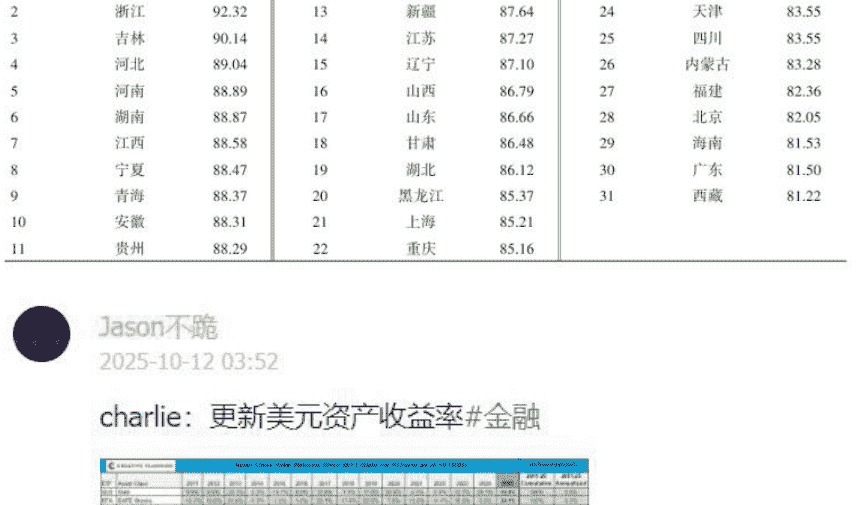 2 浙江 92.32 13 新疆 87.64 24 天津 83.55
3 吉林 90.14 14 江苏 87.27 25 四川 83.55
4 河北 89.04 15 辽宁 87.10 26 内蒙古 83.28
5 河南 88.89 16 山西 86.79 27 福建 82.36
6 湖南 88.87 17 山东 86.66 28 北京 82.05
7 江西 88.58 18 甘肃 86.48 29 海南 81.53
8 宁夏 88.47 19 湖北 86.12 30 广东 81.50
9 青海 88.37 20 黑龙江 85.37 31 西藏 81.22
10 安徽 88.31 21 上海 85.21
11 贵州 88.29 22 重庆 85.16
Jason不跪
2025-10-12 03:52
charlie：更新美元资产收益率#金融